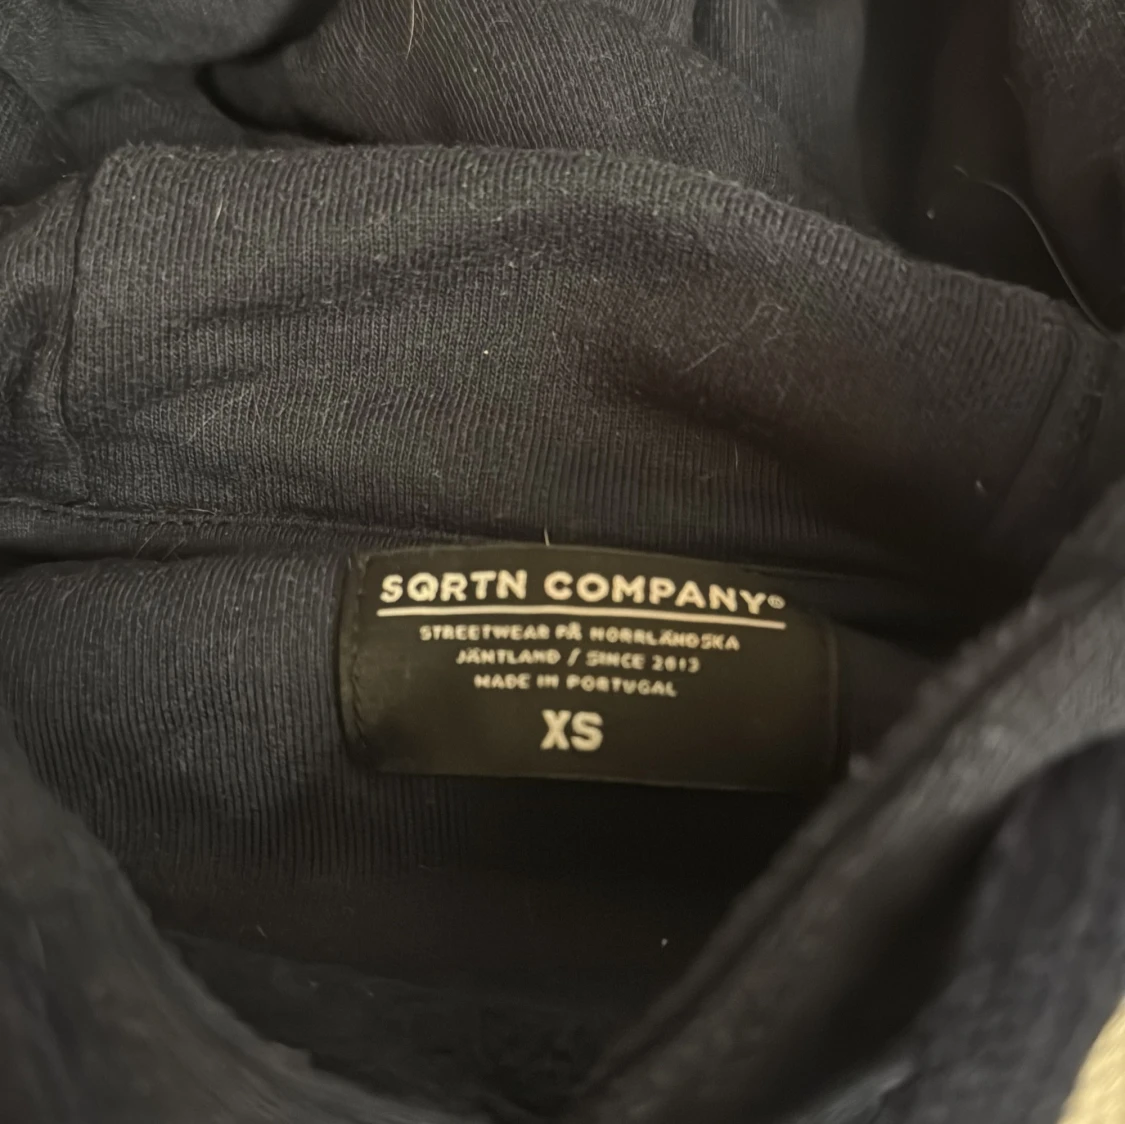 SQRTN COMPANY®
STREETWEAR PÅ NORRLÄNDSKA
JÄNTLAND / SINCE 2013
MADE IN PORTUGAL
XS